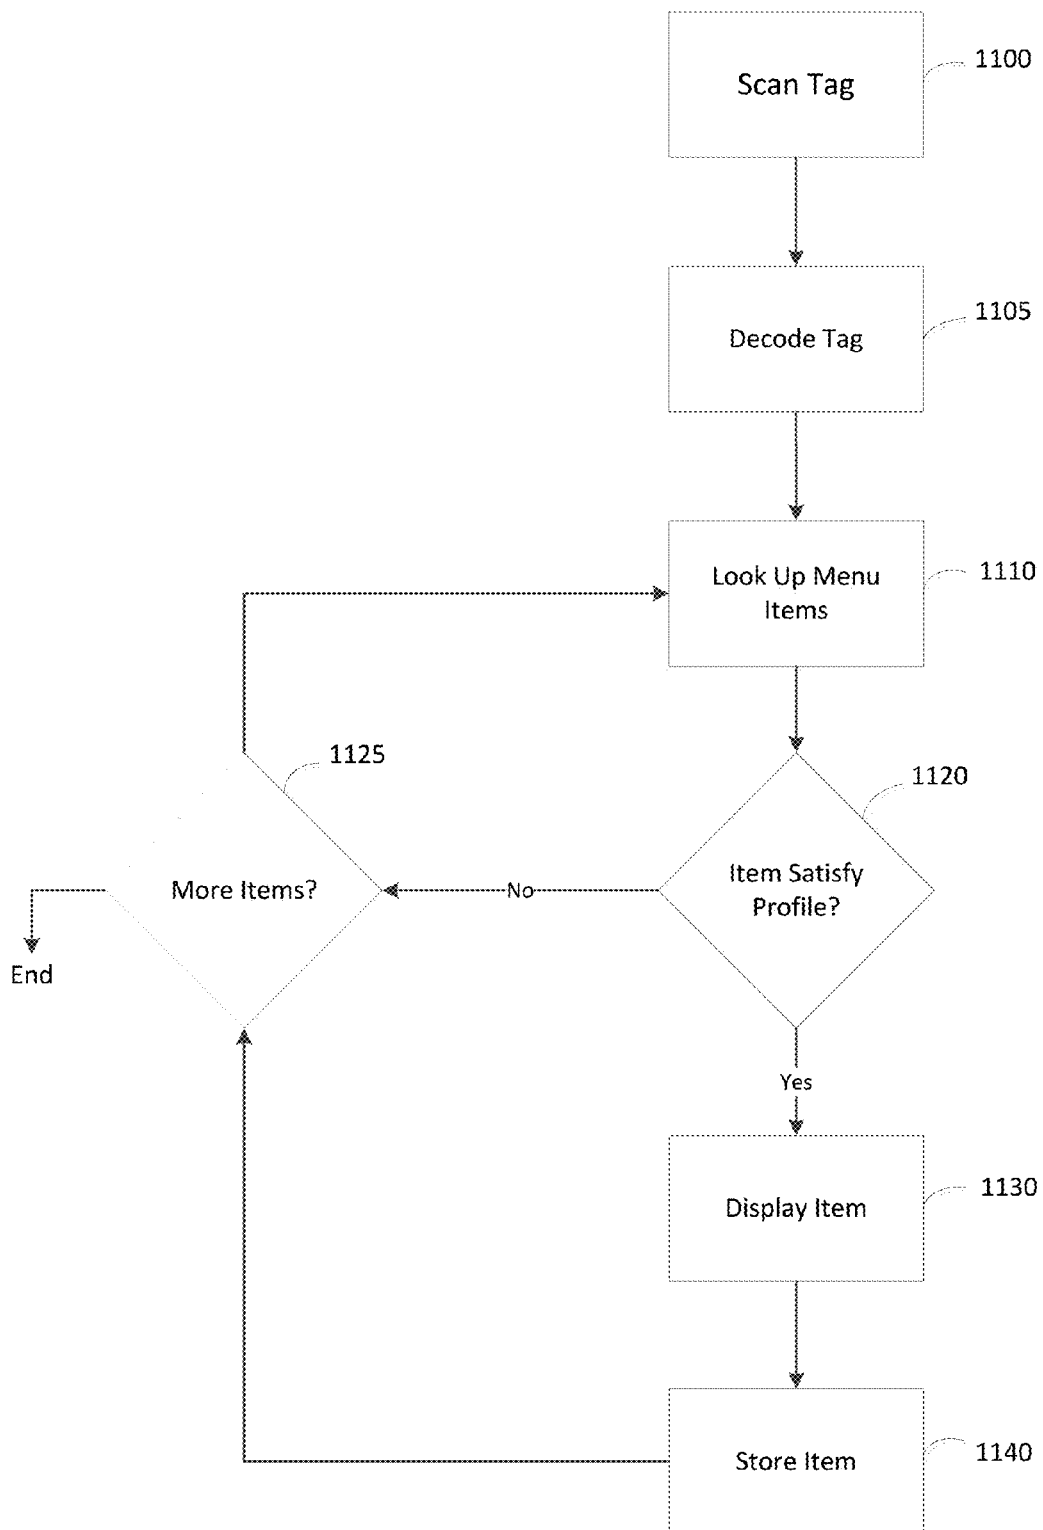 Scan Tag
1100
Decode Tag
1105
Look Up Menu
Items
1110
1125
1120
More Items?
No
Item Satisfy
Profile?
End
Yes
Display Item
1130
Store Item
1140